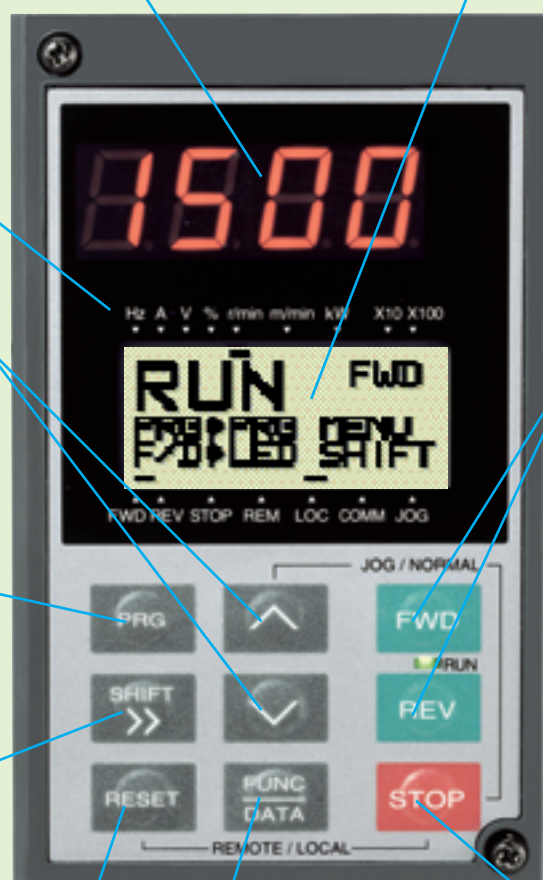 1500
Hz A V % r/min m/min kW X10 X100
RUN FWD
PRG PRG MENU
F/D LED SHIFT
FWD REV STOP REM LOC COMM JOG
JOG / NORMAL
PRG FWD
RUN
SHIFT REV
RESET FUNC DATA STOP
REMOTE / LOCAL